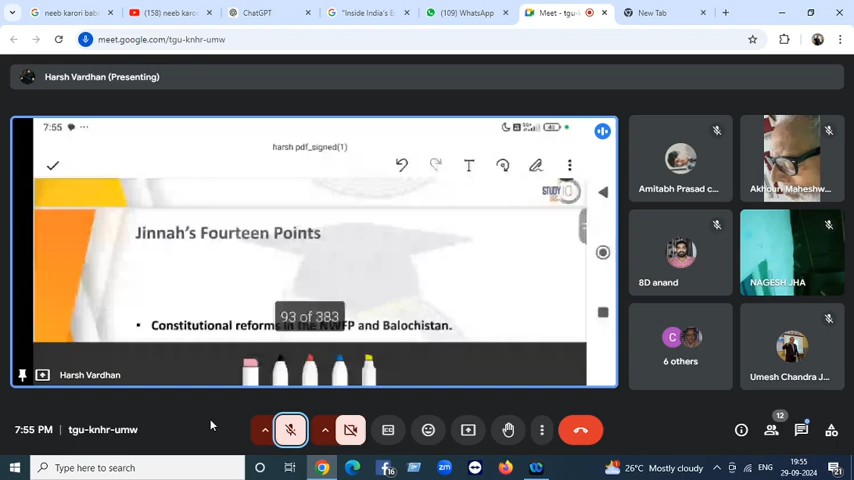 neeb karori bab
(158) neeb karo
ChatGPT
"Inside India's E
(109) WhatsApp
Meet - tgu-
New Tab
meet.google.com/tgu-knhr-umw
Harsh Vardhan (Presenting)
7:55
harsh pdf_signed(1)
T
STUDY
Jinnah's Fourteen Points
93 of 383
• Constitutional reforms in the NWFP and Balochistan.
Harsh Vardhan
Amitabh Prasad c...
Akhouri Maheshw...
8D anand
NAGESH JHA
C
6 others
Umesh Chandra J...
7:55 PM | tgu-knhr-umw
12
Type here to search
16
zm
26°C Mostly cloudy
ENG
19:55
29-09-2024
21